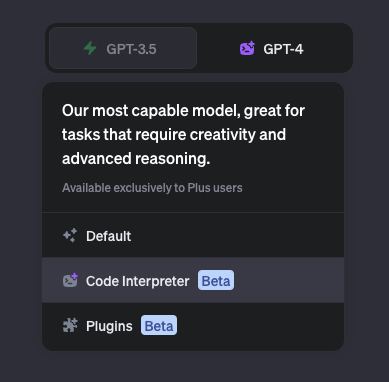 GPT-3.5
GPT-4
Our most capable model, great for
tasks that require creativity and
advanced reasoning.
Available exclusively to Plus users
Default
Code Interpreter Beta
Plugins Beta